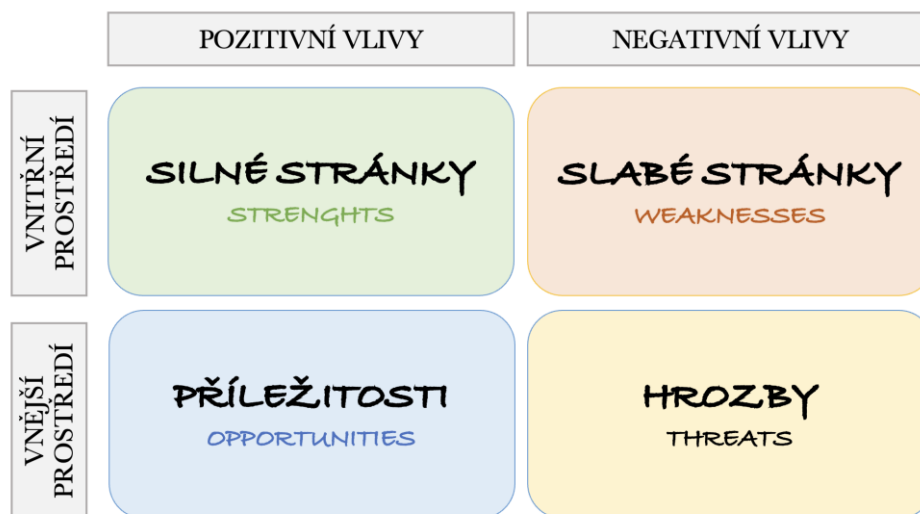 POZITIVNÍ VLIVY
NEGATIVNÍ VLIVY
VNITŘNÍ
PROSTŘEDÍ
SILNÉ STRÁNKY
STRENGHTS
SLABÉ STRÁNKY
WEAKNESSES
VNĚJŠÍ
PROSTŘEDÍ
PŘÍLEŽITOSTI
OPPORTUNITIES
HROZBY
THREATS